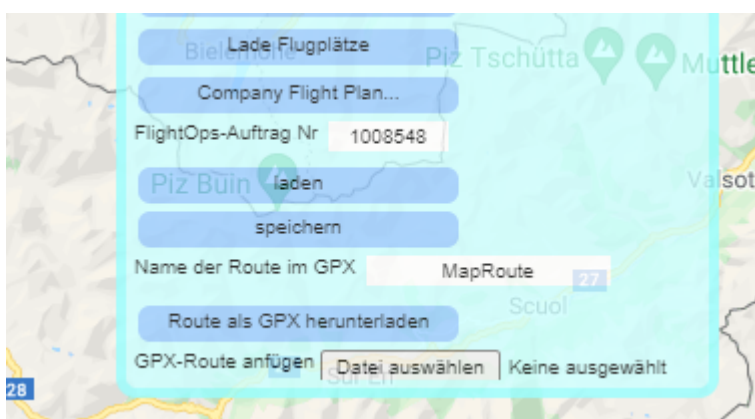 Lade Flugplätze
Bielerhöhe
Piz Tschütta
Muttle
Company Flight Plan...
FlightOps-Auftrag Nr 1008548
Piz Buin
laden
Valsot
speichern
Name der Route im GPX MapRoute
27
Scuol
Route als GPX herunterladen
GPX-Route anfügen Datei auswählen Keine ausgewählt
Sur En
28